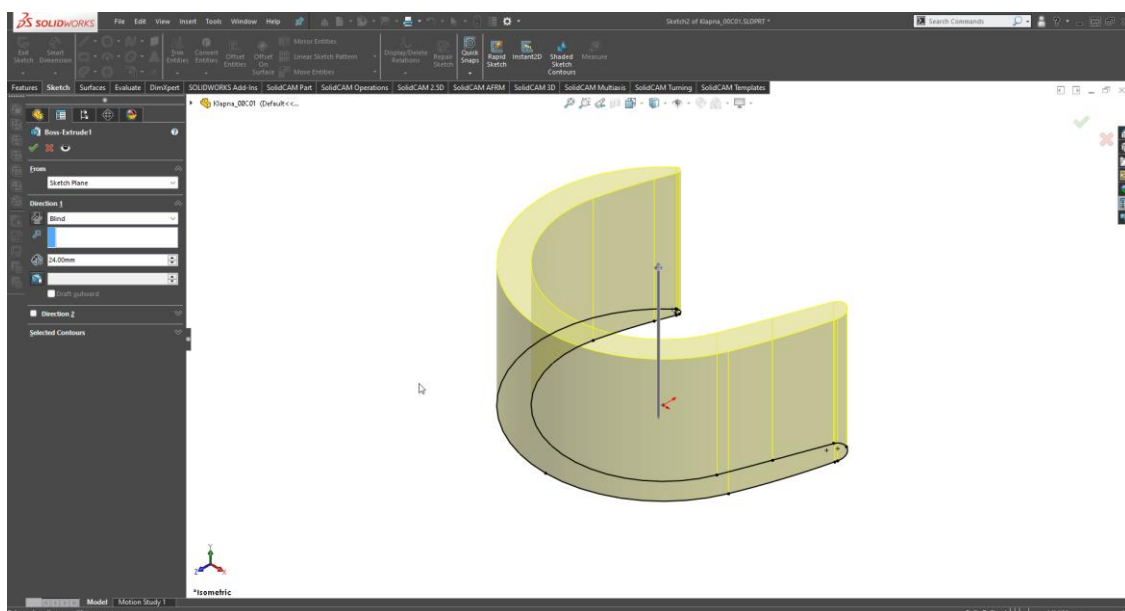 SOLIDWORKS File Edit View Insert Tools Window Help Sketch2 of Klapna_00C01.SLDPRT * Search Commands
Exit Sketch Smart Dimension Trim Entities Convert Entities Offset Entities Offset On Surface Mirror Entities Linear Sketch Pattern Move Entities Display/Delete Relations Repair Sketch Quick Snaps Rapid Sketch Instant2D Shaded Sketch Contours Measure
Features Sketch Surfaces Evaluate DimXpert SOLIDWORKS Add-Ins SolidCAM Part SolidCAM Operations SolidCAM 2.5D SolidCAM AFRM SolidCAM 3D SolidCAM Multiaxis SolidCAM Turning SolidCAM Templates
Klapna_00C01 (Default<<...
Boss-Extrude1
From
Sketch Plane
Direction 1
Blind
24.00mm
Draft outward
Direction 2
Selected Contours
Y
Z X
*Isometric
Model Motion Study 1